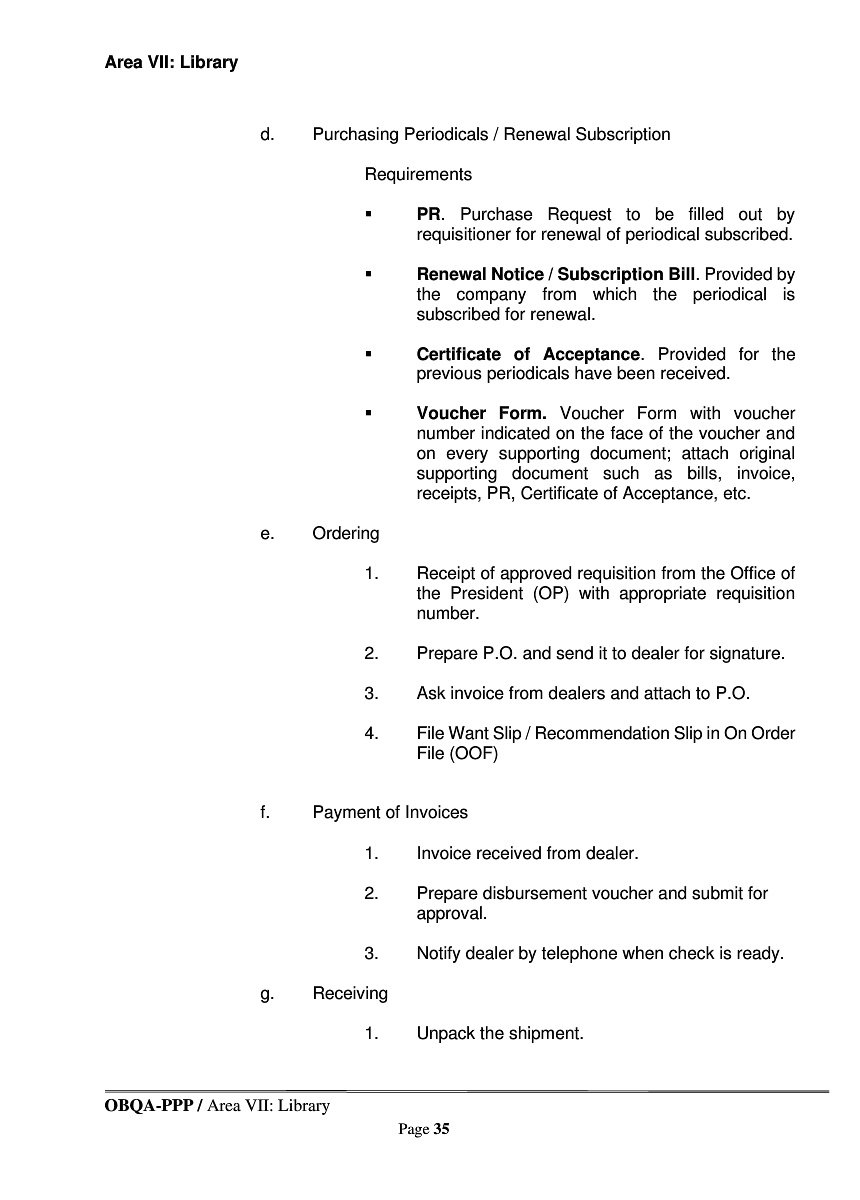 Area VII: Library
d. Purchasing Periodicals / Renewal Subscription
Requirements
▪ PR. Purchase Request to be filled out by
requisitioner for renewal of periodical subscribed.
▪ Renewal Notice / Subscription Bill. Provided by
the company from which the periodical is
subscribed for renewal.
▪ Certificate of Acceptance. Provided for the
previous periodicals have been received.
▪ Voucher Form. Voucher Form with voucher
number indicated on the face of the voucher and
on every supporting document; attach original
supporting document such as bills, invoice,
receipts, PR, Certificate of Acceptance, etc.
e. Ordering
1. Receipt of approved requisition from the Office of
the President (OP) with appropriate requisition
number.
2. Prepare P.O. and send it to dealer for signature.
3. Ask invoice from dealers and attach to P.O.
4. File Want Slip / Recommendation Slip in On Order
File (OOF)
f. Payment of Invoices
1. Invoice received from dealer.
2. Prepare disbursement voucher and submit for
approval.
3. Notify dealer by telephone when check is ready.
g. Receiving
1. Unpack the shipment.
OBQA-PPP / Area VII: Library
Page 35